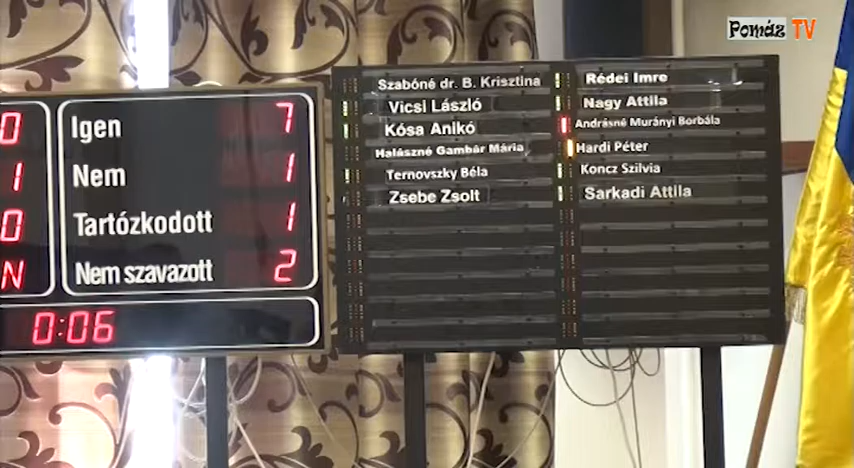 Pomáz TV
0
1
0
N
Igen 7
Nem 1
Tartózkodott 1
Nem szavazott 2
0:06
Szabóné dr. B. Krisztina
Vicsi László
Kósa Anikó
Halászné Gambár Mária
Ternovszky Béla
Zsebe Zsolt
Rédei Imre
Nagy Attila
Andrásné Murányi Borbála
Hardi Péter
Koncz Szilvia
Sarkadi Attila